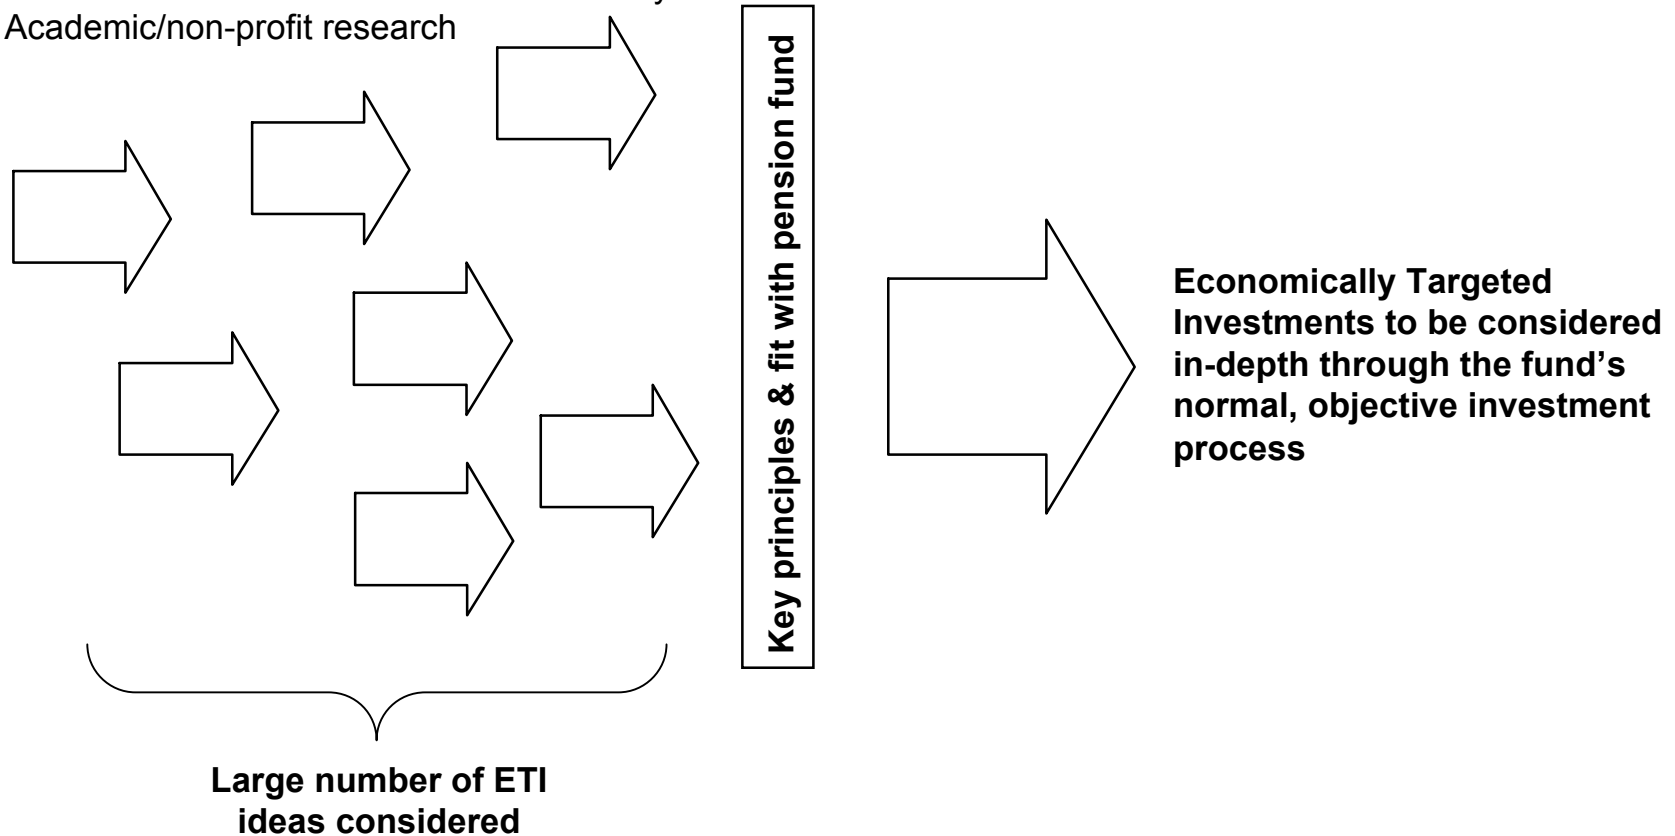 Academic/non-profit research
Key principles & fit with pension fund
Economically Targeted
Investments to be considered
in-depth through the fund’s
normal, objective investment
process
Large number of ETI
ideas considered